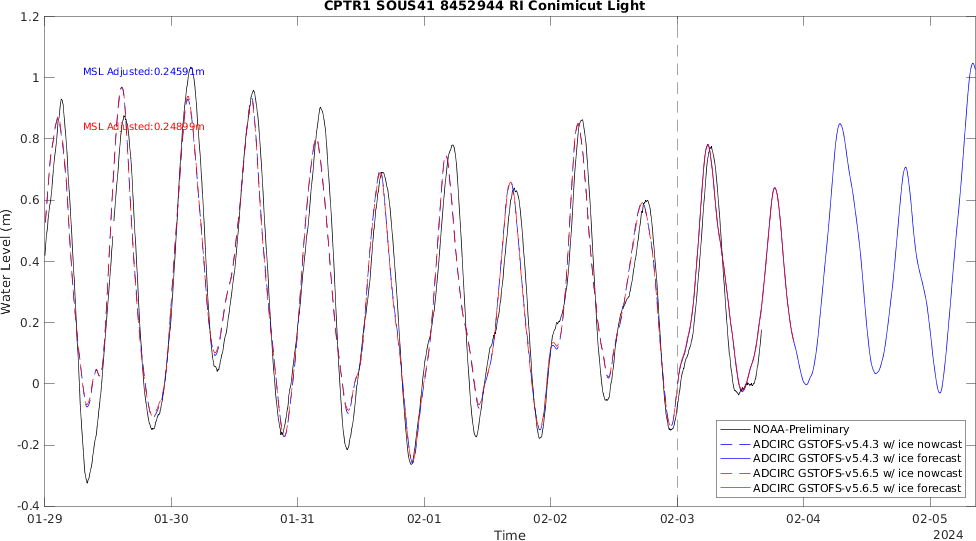 CPTR1 SOUS41 8452944 RI Conimicut Light
1.2
1
0.8
0.6
0.4
0.2
0
-0.2
-0.4
Water Level (m)
MSL Adjusted:0.24591m
MSL Adjusted:0.24899m
NOAA-Preliminary
ADCIRC GSTOFS-v5.4.3 w/ ice nowcast
ADCIRC GSTOFS-v5.4.3 w/ ice forecast
ADCIRC GSTOFS-v5.6.5 w/ ice nowcast
ADCIRC GSTOFS-v5.6.5 w/ ice forecast
01-29 01-30 01-31 02-01 02-02 02-03 02-04 02-05
Time
2024